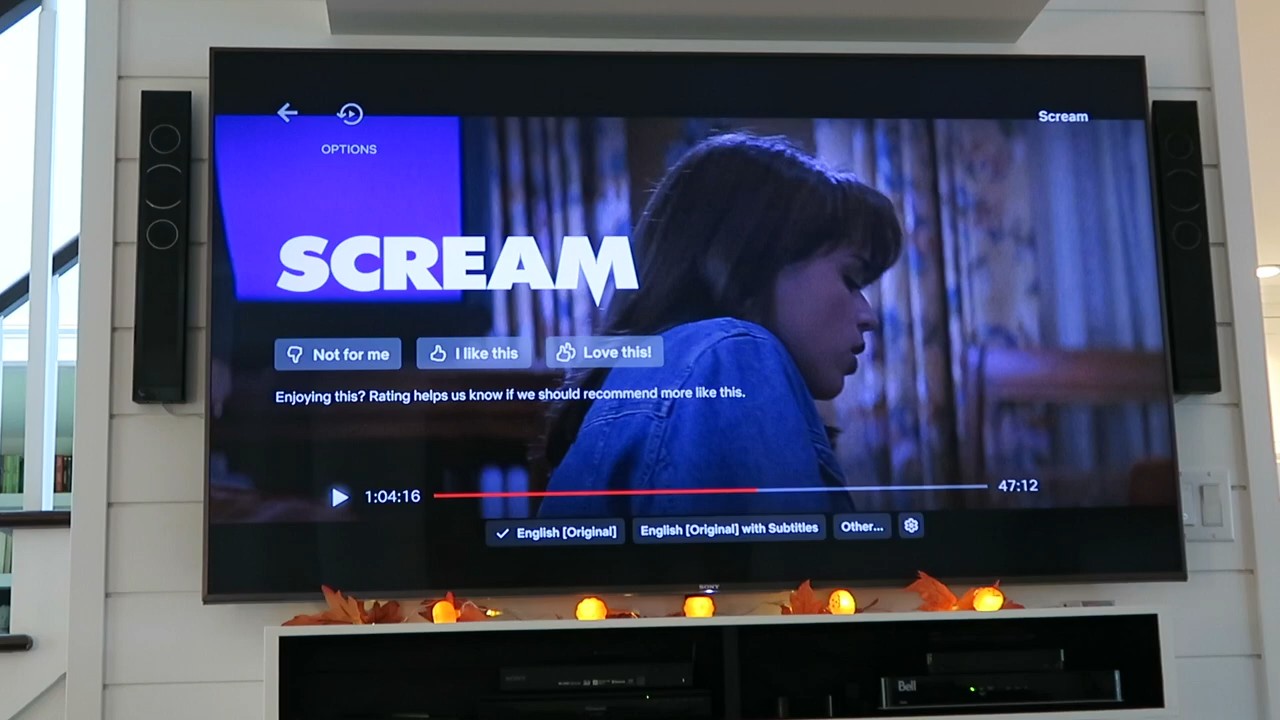 Scream
OPTIONS
SCREAM
Not for me
I like this
Love this!
Enjoying this? Rating helps us know if we should recommend more like this.
1:04:16
47:12
English [Original]
English [Original] with Subtitles
Other...
SONY
Bell